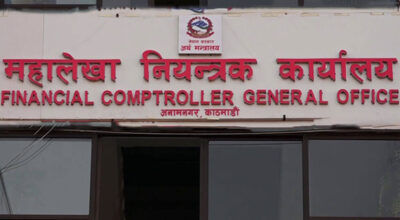 नेपाल सरकार
अर्थ मन्त्रालय
महालेखा नियन्त्रक कार्यालय
FINANCIAL COMPTROLLER GENERAL OFFICE
अनामनगर, काठमाडौं